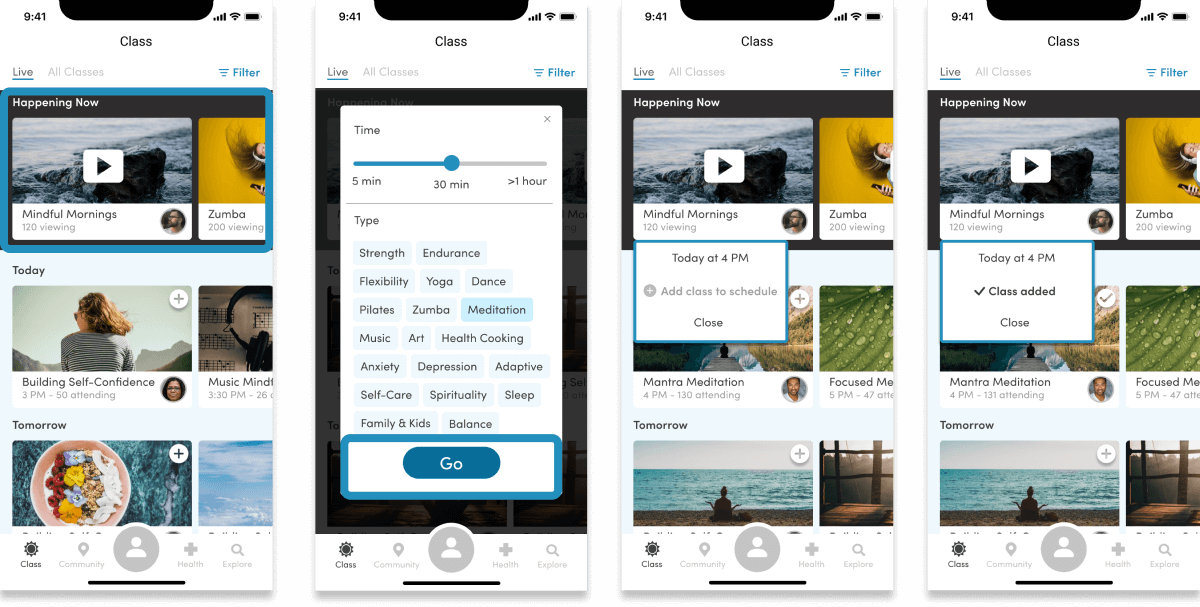 9:41
Class
Live All Classes Filter
Happening Now
Mindful Mornings
120 viewing
Zumba
200 viewing
Today
Building Self-Confidence
3 PM - 50 attending
Music Mindf
3:30 PM - 26
Tomorrow
Class Community Health Explore
9:41
Class
Live All Classes Filter
Happening Now
Time
5 min 30 min >1 hour
Type
Strength Endurance
Flexibility Yoga Dance
Pilates Zumba Meditation
Music Art Health Cooking
Anxiety Depression Adaptive
Self-Care Spirituality Sleep
Family & Kids Balance
Go
Class Community Health Explore
9:41
Class
Live All Classes Filter
Happening Now
Mindful Mornings
120 viewing
Zumba
200 viewing
Today at 4 PM
Add class to schedule
Close
Mantra Meditation
4 PM - 130 attending
Focused Me
5 PM - 47 atte
Tomorrow
Class Community Health Explore
9:41
Class
Live All Classes Filter
Happening Now
Mindful Mornings
120 viewing
Zumba
200 viewing
Today at 4 PM
Class added
Close
Mantra Meditation
4 PM - 131 attending
Focused Me
5 PM - 47 atte
Tomorrow
Class Community Health Explore